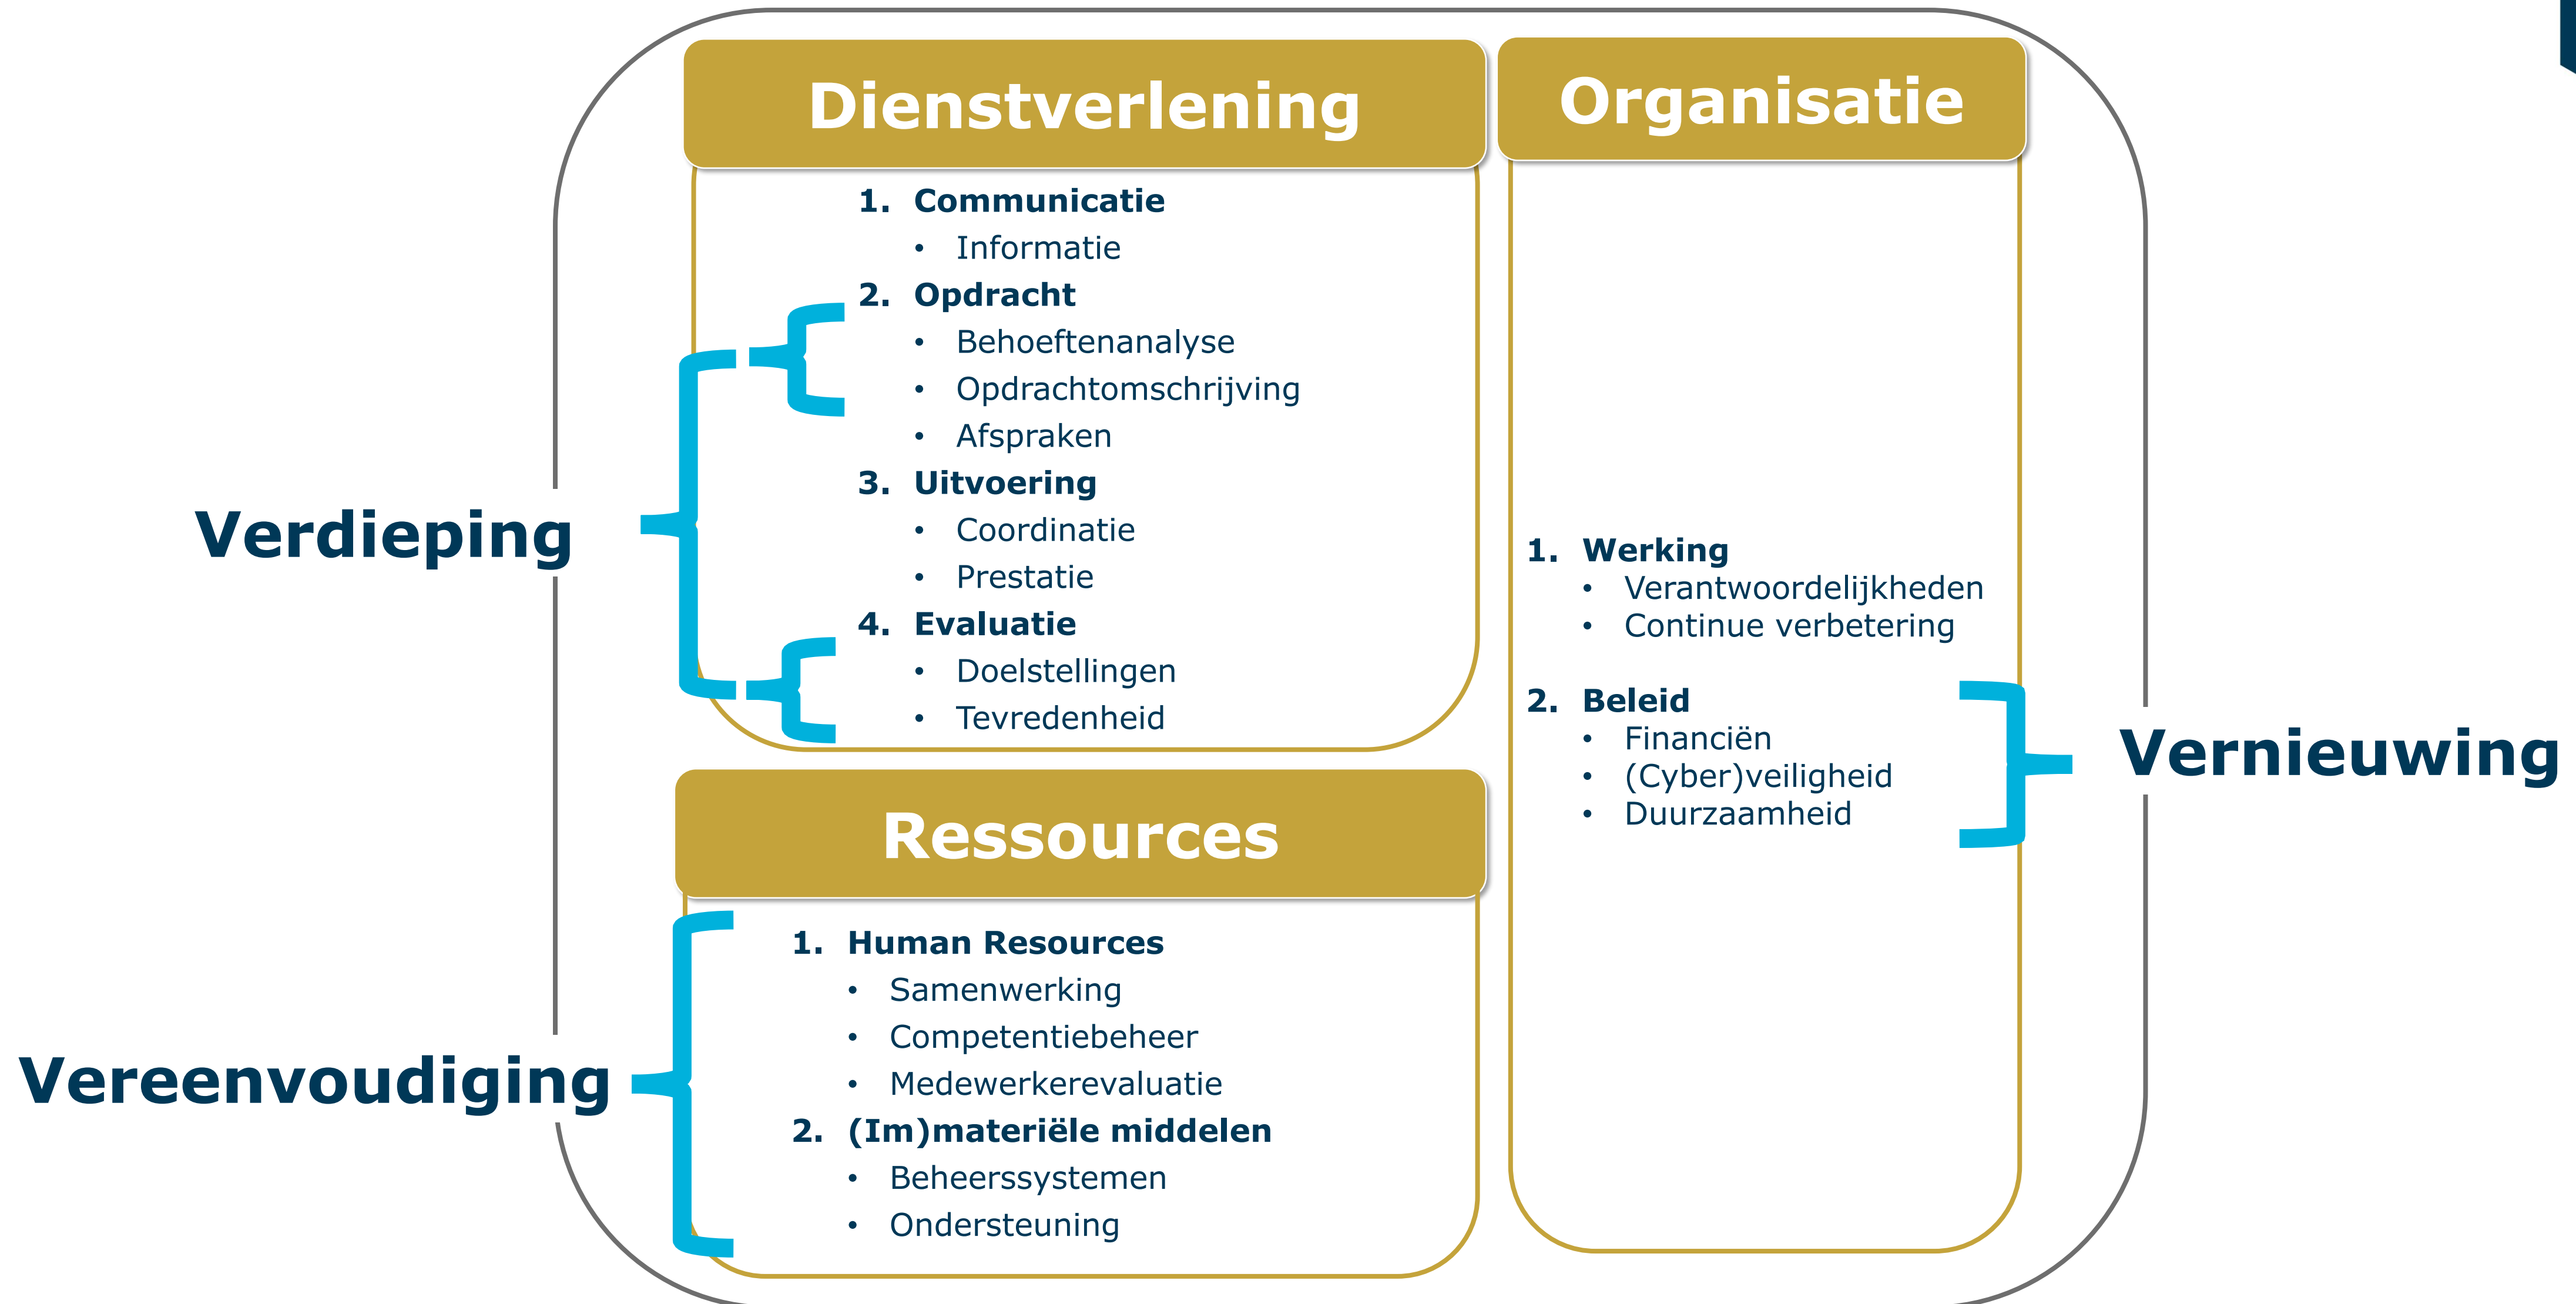 Dienstverlening
1. Communicatie
• Informatie
2. Opdracht
• Behoeftenanalyse
• Opdrachtomschrijving
• Afspraken
3. Uitvoering
• Coordinatie
• Prestatie
4. Evaluatie
• Doelstellingen
• Tevredenheid
Verdieping
Ressources
1. Human Resources
• Samenwerking
• Competentiebeheer
• Medewerkerevaluatie
2. (Im)materiële middelen
• Beheerssystemen
• Ondersteuning
Vereenvoudiging
Organisatie
1. Werking
• Verantwoordelijkheden
• Continue verbetering
2. Beleid
• Financiën
• (Cyber)veiligheid
• Duurzaamheid
Vernieuwing